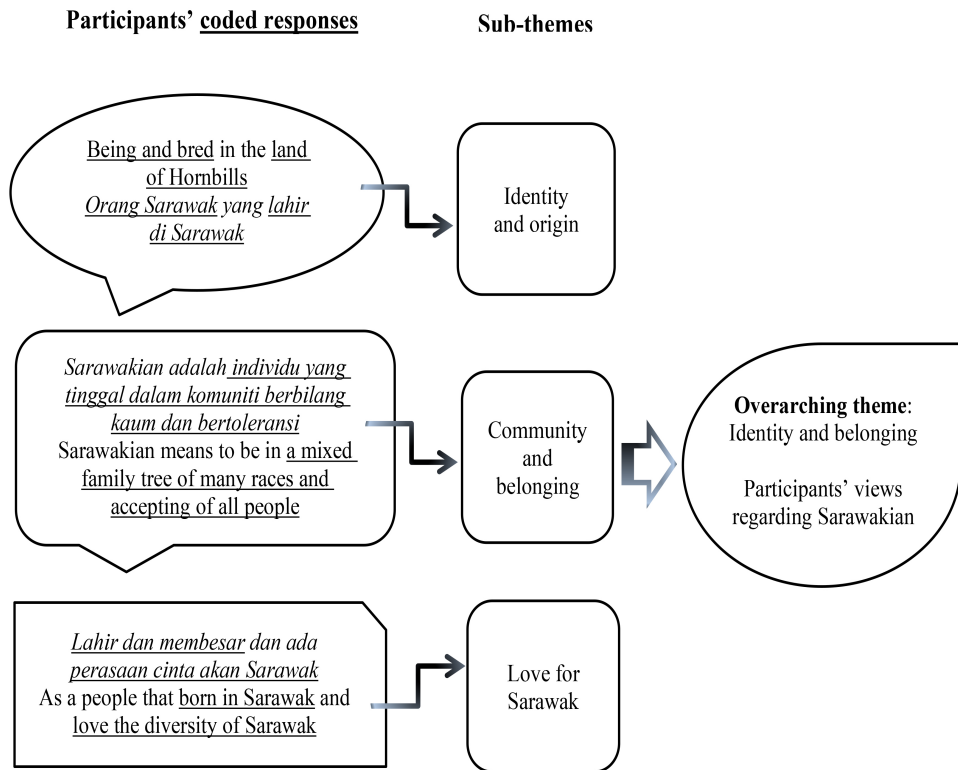 Participants’ coded responses
Sub-themes
Being and bred in the land
of Hornbills
Orang Sarawak yang lahir
di Sarawak
Identity
and origin
Sarawakian adalah individu yang
tinggal dalam komuniti berbilang
kaum dan bertoleransi
Sarawakian means to be in a mixed
family tree of many races and
accepting of all people
Community
and
belonging
Overarching theme:
Identity and belonging
Participants’ views
regarding Sarawakian
Lahir dan membesar dan ada
perasaan cinta akan Sarawak
As a people that born in Sarawak and
love the diversity of Sarawak
Love for
Sarawak